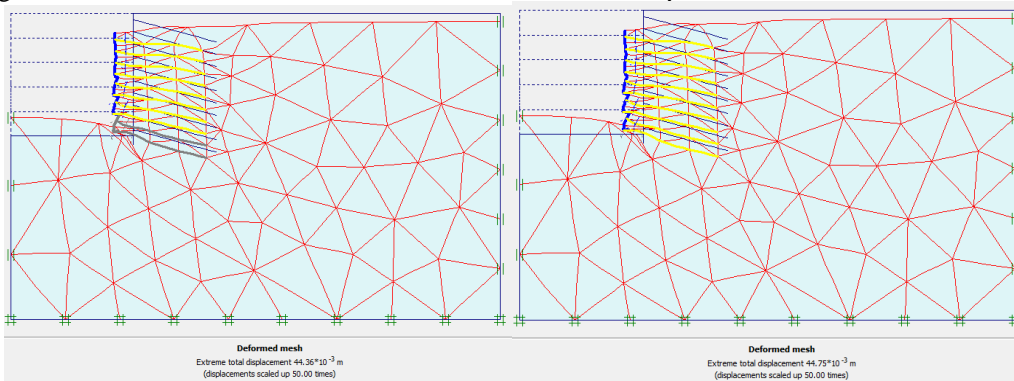 Deformed mesh
Extreme total displacement 44.36*10⁻³ m
(displacements scaled up 50.00 times)
Deformed mesh
Extreme total displacement 44.75*10⁻³ m
(displacements scaled up 50.00 times)